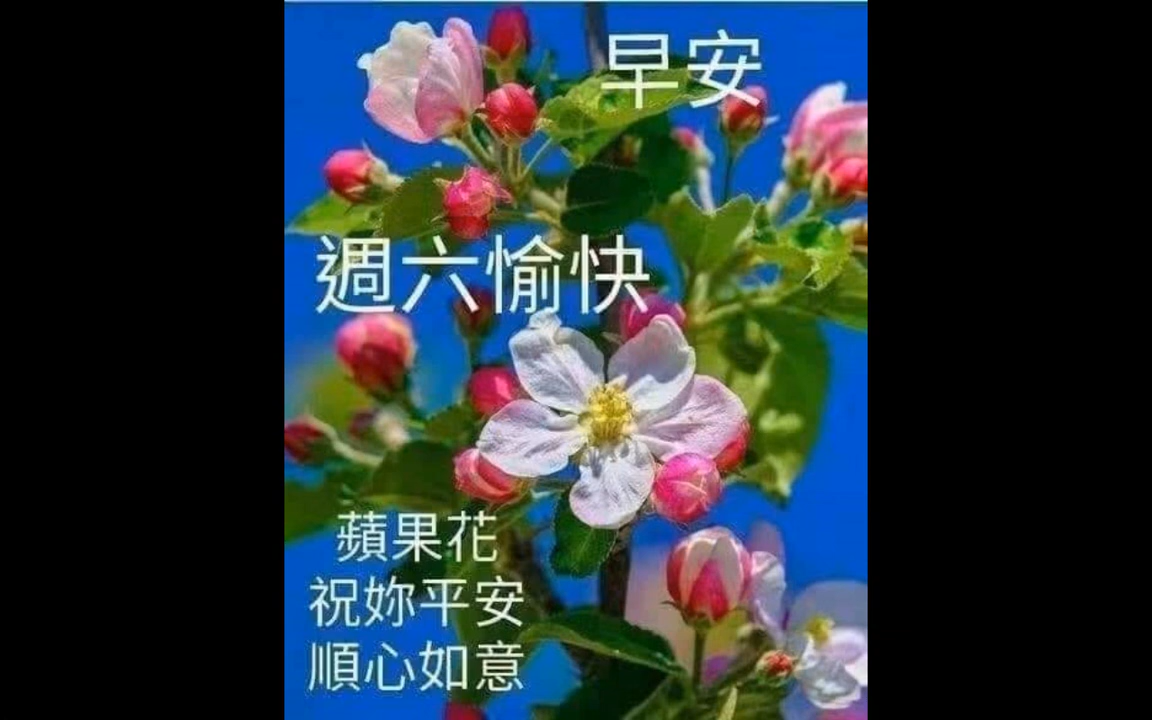 早安
週六愉快
蘋果花
祝妳平安
順心如意